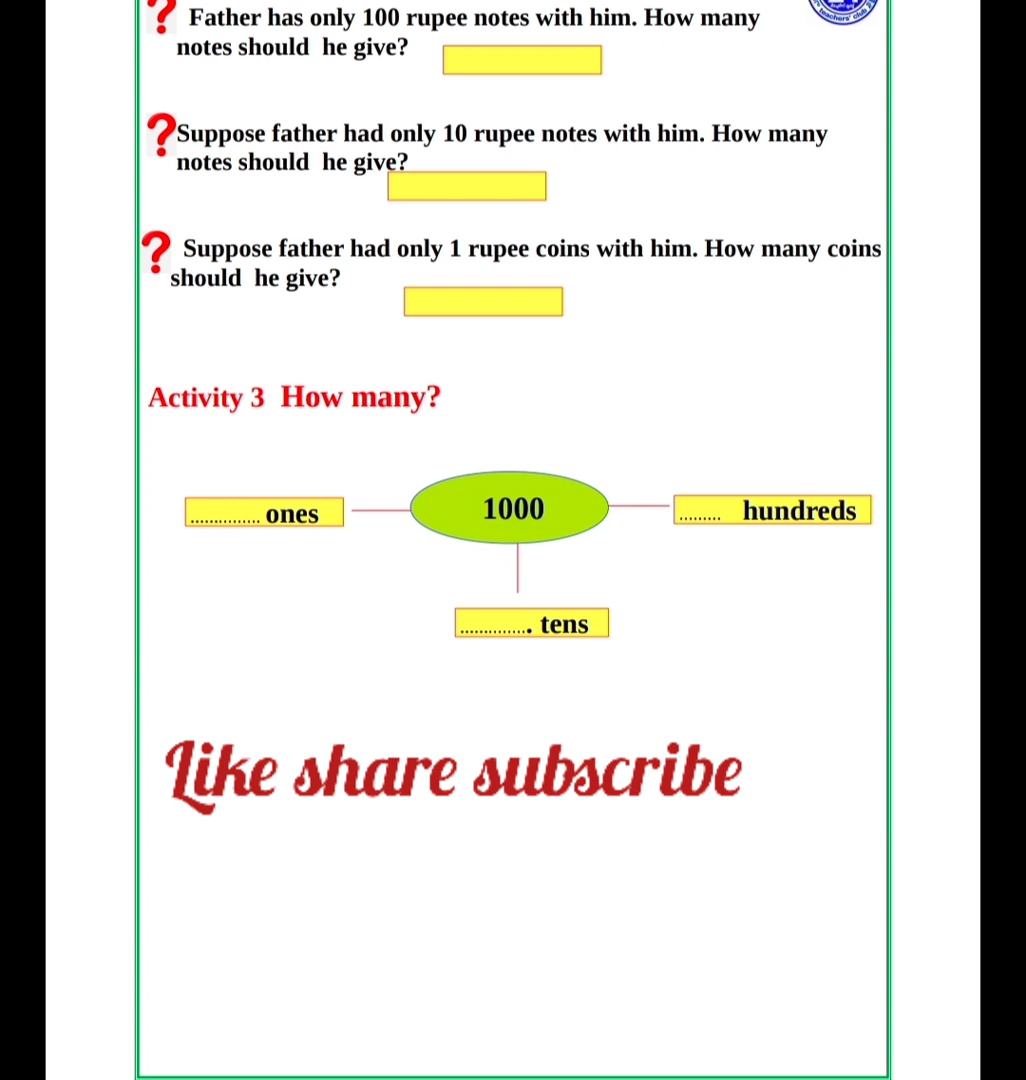 Father has only 100 rupee notes with him. How many
notes should he give?
Suppose father had only 10 rupee notes with him. How many
notes should he give?
Suppose father had only 1 rupee coins with him. How many coins
should he give?
Activity 3 How many?
............... ones
1000
......... hundreds
............... tens
Like share subscribe